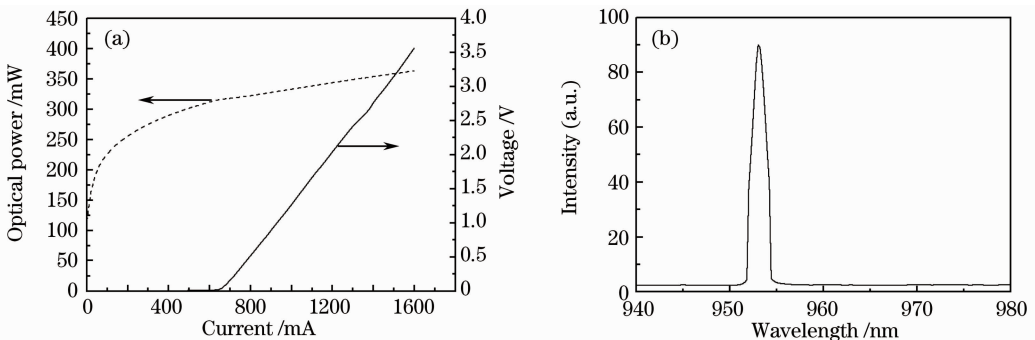 (a)
Optical power /mW
450
400
350
300
250
200
150
100
50
0
0 400 800 1200 1600
Current /mA
4.0
3.5
3.0
2.5
2.0
1.5
1.0
0.5
0
Voltage /V
(b)
Intensity (a.u.)
100
80
60
40
20
0
940 950 960 970 980
Wavelength /nm